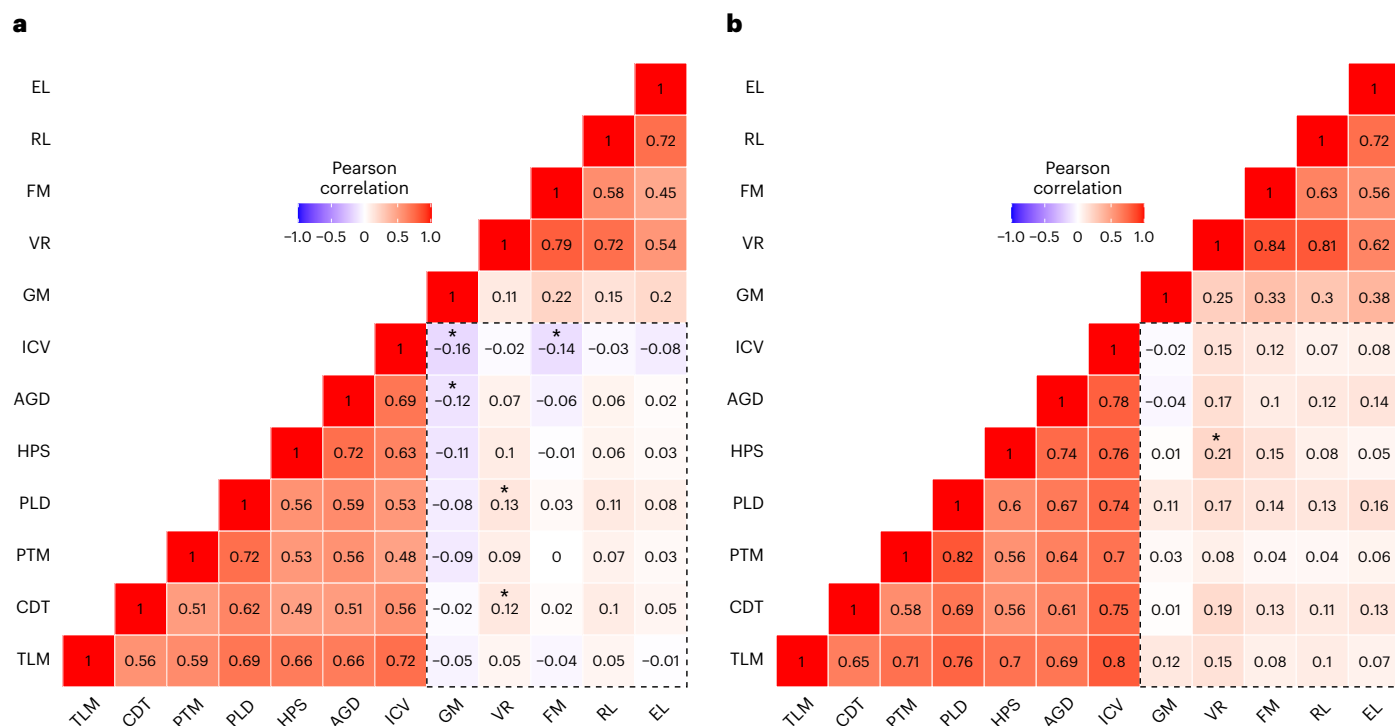 a
EL 1
RL 1 0.72
FM 1 0.58 0.45
VR 1 0.79 0.72 0.54
GM 1 0.11 0.22 0.15 0.2
ICV 1 * −0.16 −0.02 * −0.14 −0.03 −0.08
AGD 1 0.69 * −0.12 0.07 −0.06 0.06 0.02
HPS 1 0.72 0.63 −0.11 0.1 −0.01 0.06 0.03
PLD 1 0.56 0.59 0.53 −0.08 * 0.13 0.03 0.11 0.08
PTM 1 0.72 0.53 0.56 0.48 −0.09 0.09 0 0.07 0.03
CDT 1 0.51 0.62 0.49 0.51 0.56 −0.02 * 0.12 0.02 0.1 0.05
TLM 1 0.56 0.59 0.69 0.66 0.66 0.72 −0.05 0.05 −0.04 0.05 −0.01
TLM CDT PTM PLD HPS AGD ICV GM VR FM RL EL
Pearson
correlation
−1.0 −0.5 0 0.5 1.0
b
EL 1
RL 1 0.72
FM 1 0.63 0.56
VR 1 0.84 0.81 0.62
GM 1 0.25 0.33 0.3 0.38
ICV 1 −0.02 0.15 0.12 0.07 0.08
AGD 1 0.78 −0.04 0.17 0.1 0.12 0.14
HPS 1 0.74 0.76 0.01 * 0.21 0.15 0.08 0.05
PLD 1 0.6 0.67 0.74 0.11 0.17 0.14 0.13 0.16
PTM 1 0.82 0.56 0.64 0.7 0.03 0.08 0.04 0.04 0.06
CDT 1 0.58 0.69 0.56 0.61 0.75 0.01 0.19 0.13 0.11 0.13
TLM 1 0.65 0.71 0.76 0.7 0.69 0.8 0.12 0.15 0.08 0.1 0.07
TLM CDT PTM PLD HPS AGD ICV GM VR FM RL EL
Pearson
correlation
−1.0 −0.5 0 0.5 1.0